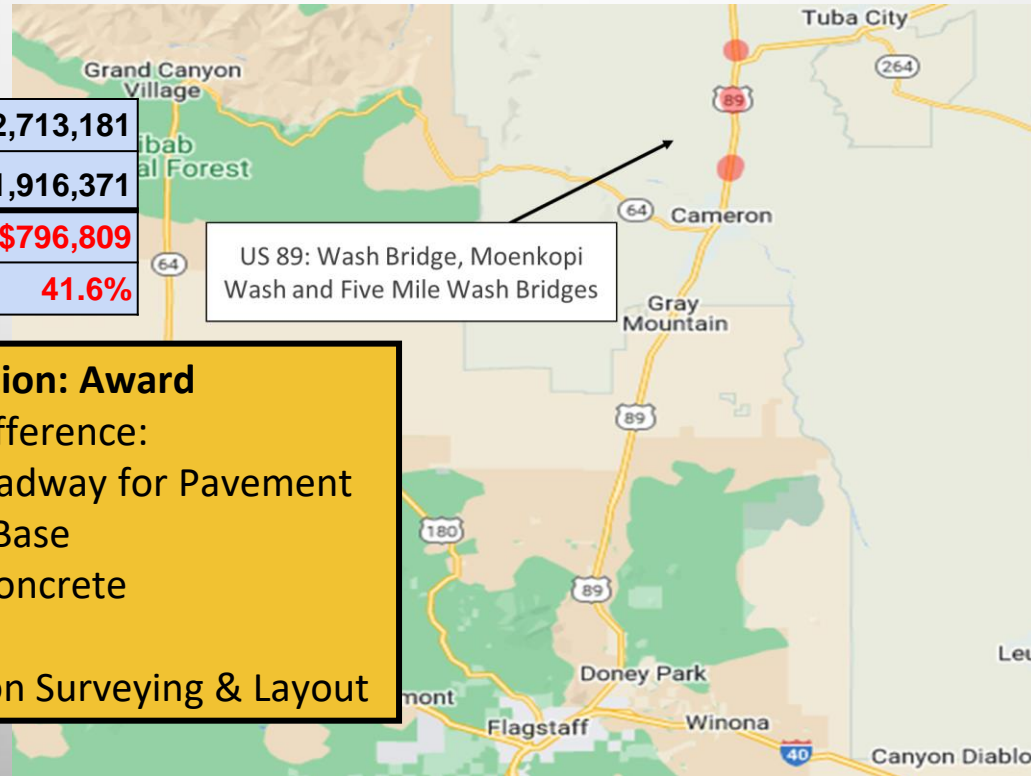 Tuba City
Grand Canyon
Village
264
89
2,713,181
ibab
al Forest
,916,371
64
Cameron
$796,809
64
41.6%
US 89: Wash Bridge, Moenkopi
Wash and Five Mile Wash Bridges
Gray
Mountain
ion: Award
fference:
adway for Pavement
Base
oncrete
on Surveying & Layout
89
180
89
Leu
Doney Park
mont
Flagstaff
Winona
40
Canyon Diablo